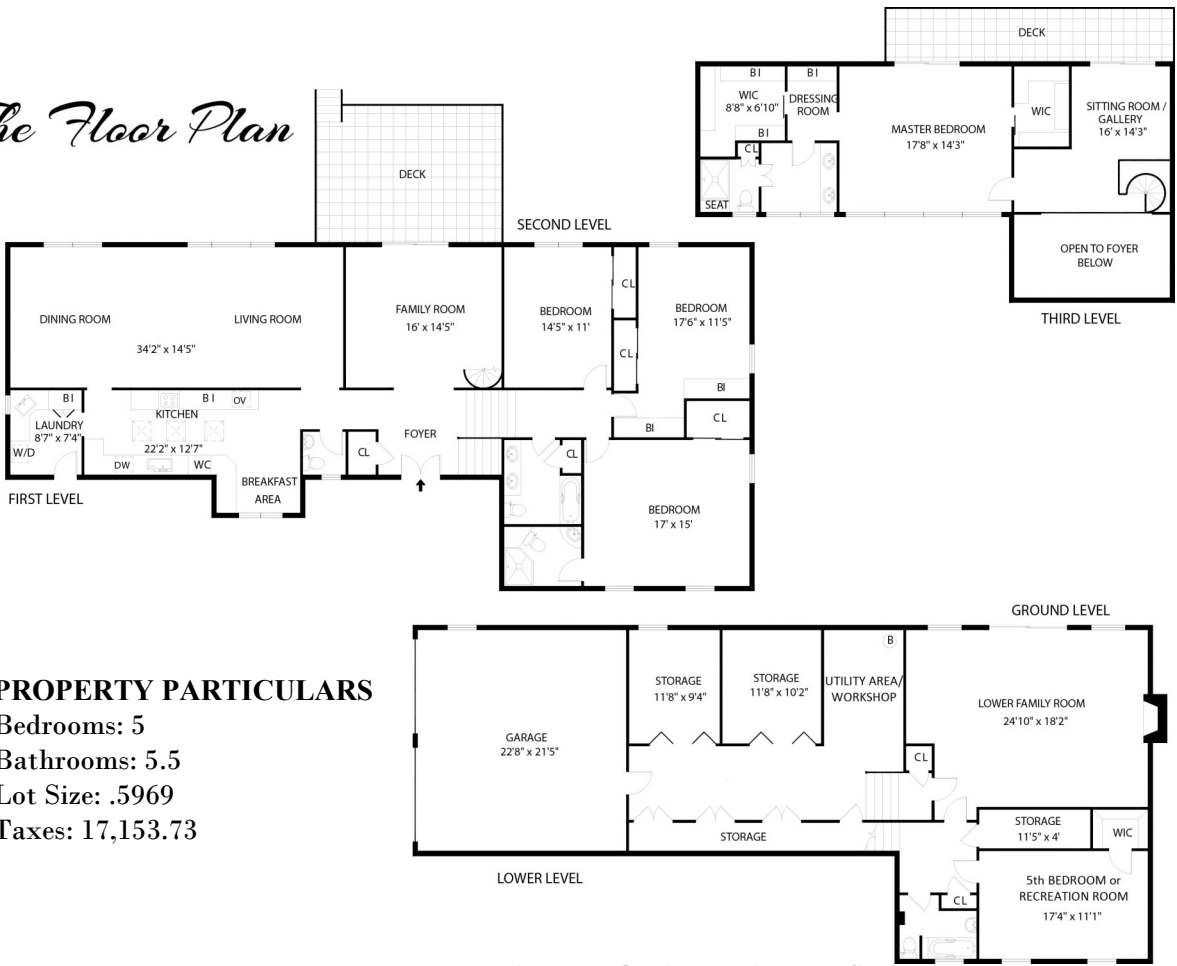 he Floor Plan
DECK
BI
BI
WIC
8'8" x 6'10"
DRESSING
ROOM
BI
CL
SEAT
MASTER BEDROOM
17'8" x 14'3"
WIC
SITTING ROOM /
GALLERY
16' x 14'3"
OPEN TO FOYER
BELOW
THIRD LEVEL
DECK
SECOND LEVEL
DINING ROOM
LIVING ROOM
34'2" x 14'5"
FAMILY ROOM
16' x 14'5"
BEDROOM
14'5" x 11'
CL
CL
BEDROOM
17'6" x 11'5"
BI
CL
BI
BI
LAUNDRY
8'7" x 7'4"
W/D
BI
OV
KITCHEN
22'2" x 12'7"
DW
WC
BREAKFAST
AREA
CL
FOYER
CL
BEDROOM
17' x 15'
FIRST LEVEL
PROPERTY PARTICULARS
Bedrooms: 5
Bathrooms: 5.5
Lot Size: .5969
Taxes: 17,153.73
GROUND LEVEL
GARAGE
22'8" x 21'5"
STORAGE
11'8" x 9'4"
STORAGE
11'8" x 10'2"
B
UTILITY AREA/
WORKSHOP
LOWER FAMILY ROOM
24'10" x 18'2"
CL
STORAGE
STORAGE
11'5" x 4'
WIC
5th BEDROOM or
RECREATION ROOM
17'4" x 11'1"
CL
LOWER LEVEL